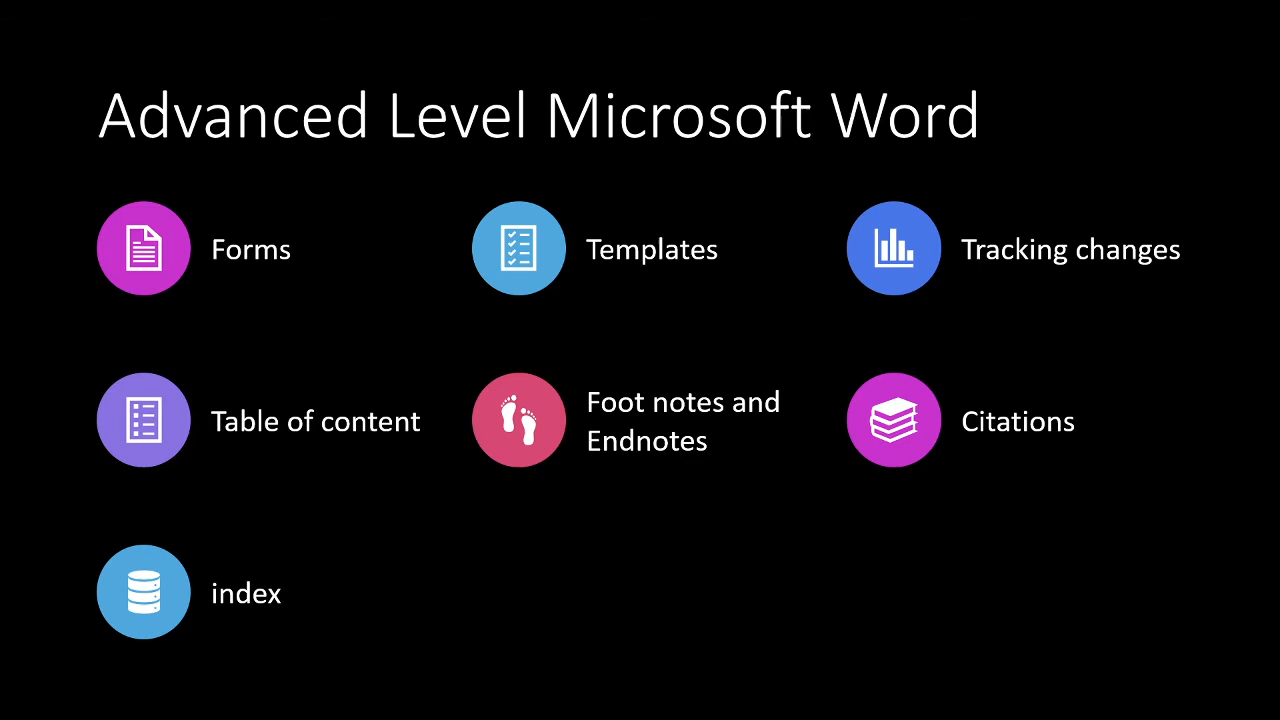 Advanced Level Microsoft Word
Forms
Templates
Tracking changes
Table of content
Foot notes and
Endnotes
Citations
index